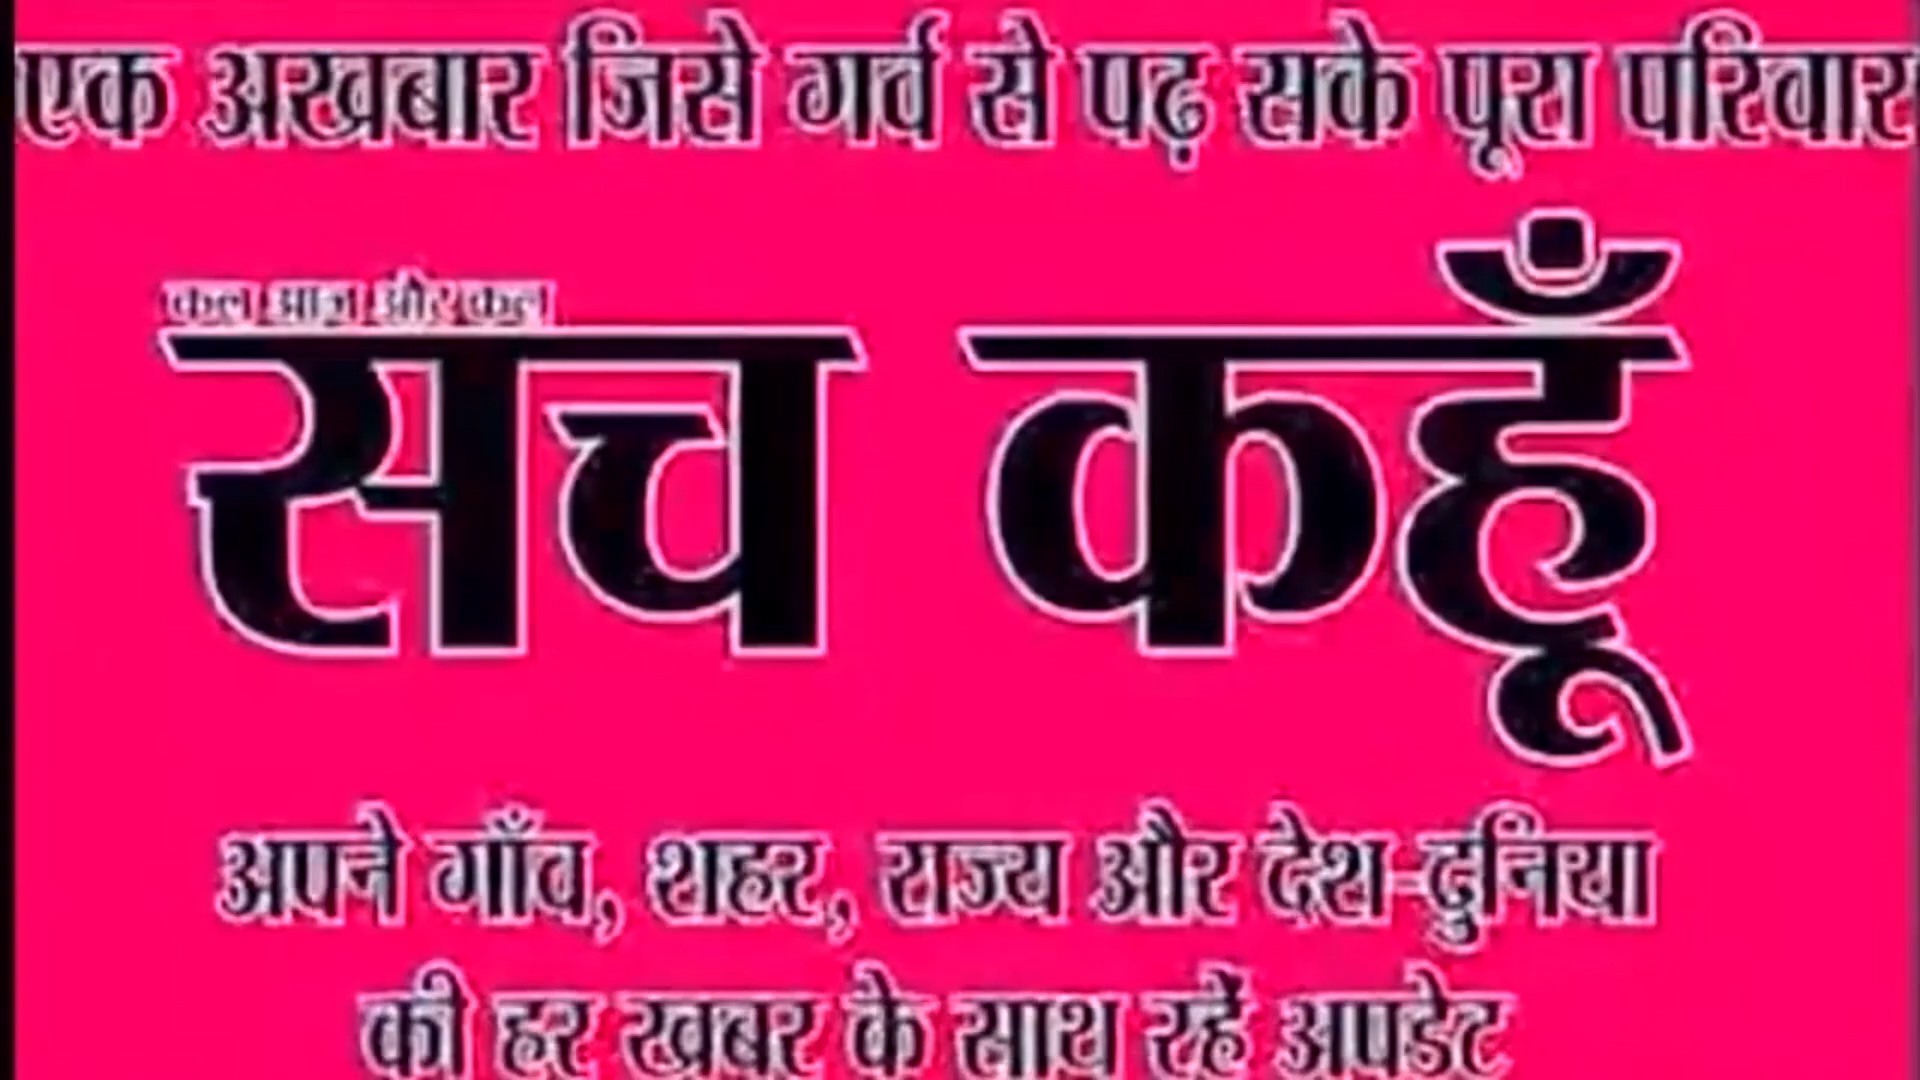 एक अखबार जिसे गर्व से पढ़ सके पूरा परिवार
कल आज और कल
सच कहूँ
अपने गाँव, शहर, राज्य और देश-दुनिया
की हर खबर के साथ रहें अपडेट